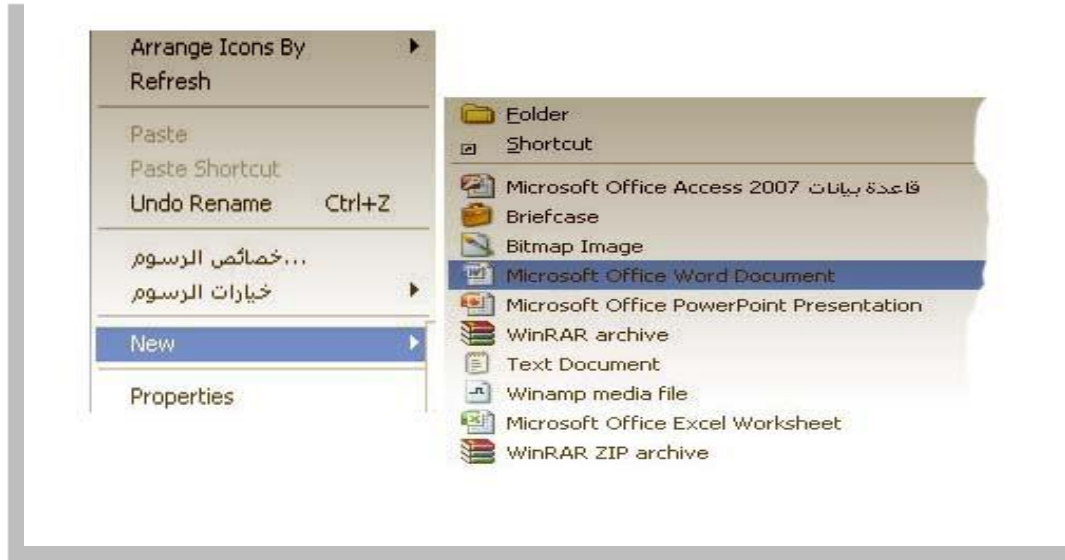 Arrange Icons By
Refresh
Paste
Paste Shortcut
Undo Rename Ctrl+Z
خصائص الرسوم...
خيارات الرسوم
New
Properties
Folder
Shortcut
Microsoft Office Access 2007 قاعدة بيانات
Briefcase
Bitmap Image
Microsoft Office Word Document
Microsoft Office PowerPoint Presentation
WinRAR archive
Text Document
Winamp media file
Microsoft Office Excel Worksheet
WinRAR ZIP archive